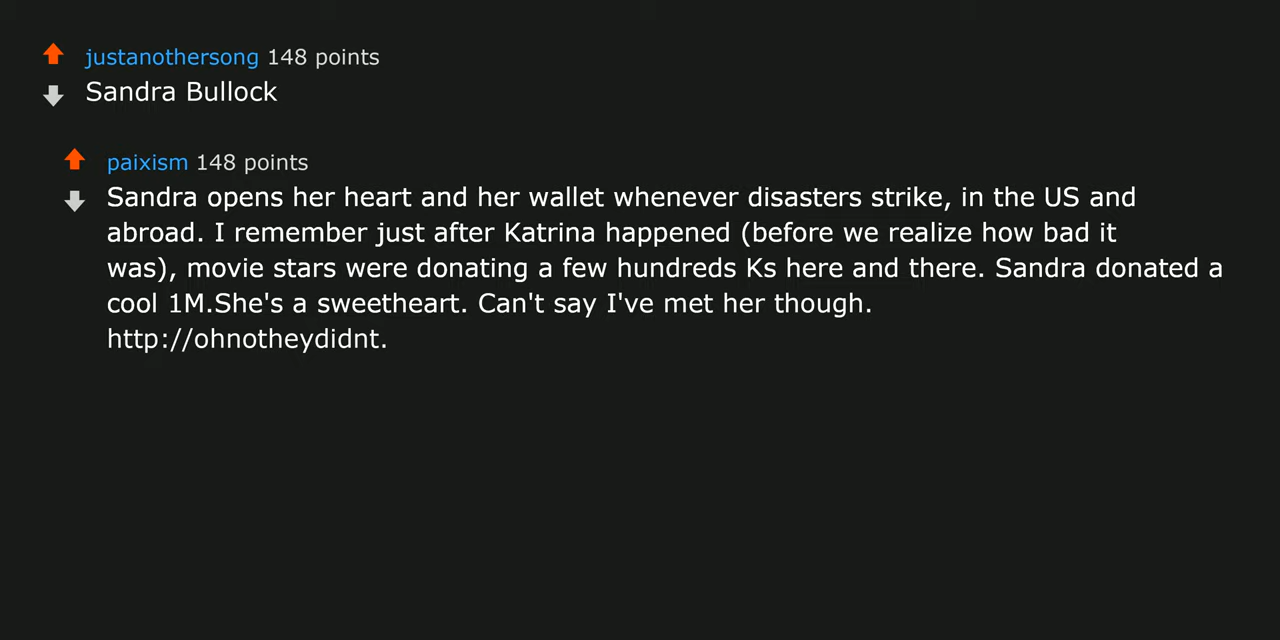 justanothersong 148 points
Sandra Bullock
paixism 148 points
Sandra opens her heart and her wallet whenever disasters strike, in the US and
abroad. I remember just after Katrina happened (before we realize how bad it
was), movie stars were donating a few hundreds Ks here and there. Sandra donated a
cool 1M.She's a sweetheart. Can't say I've met her though.
http://ohnotheydidnt.